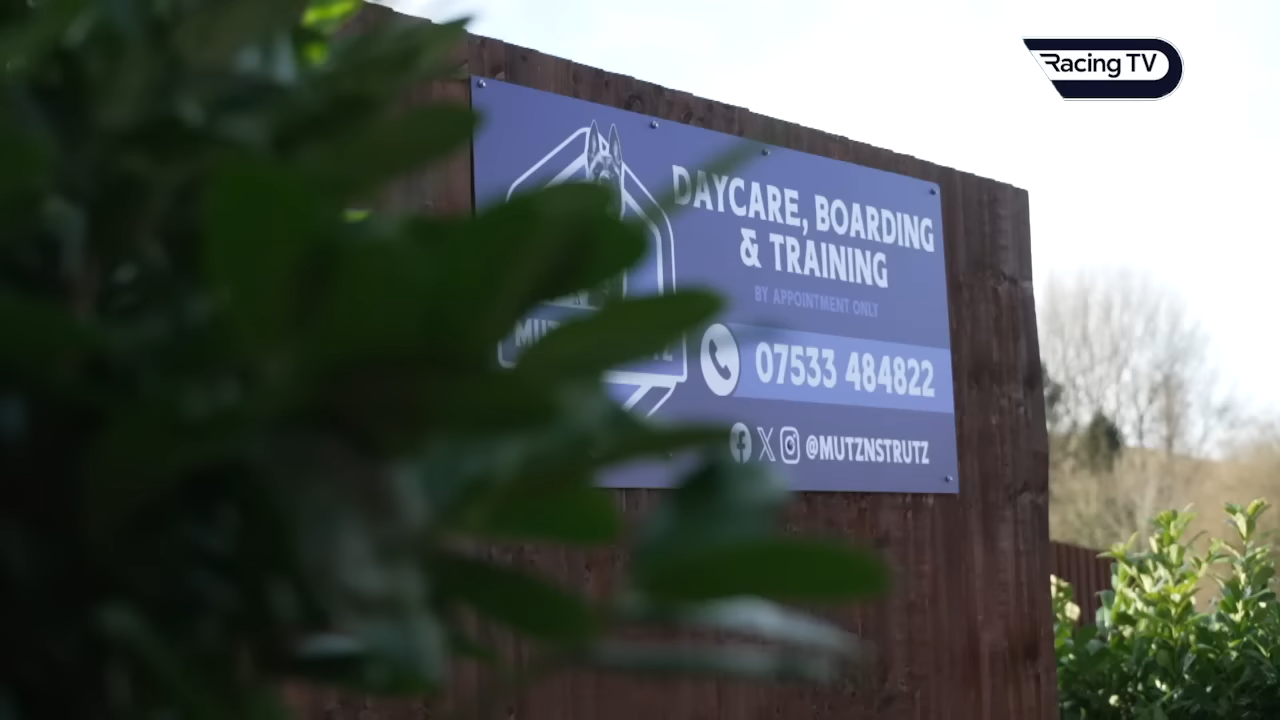 Racing TV
DAYCARE, BOARDING
& TRAINING
BY APPOINTMENT ONLY
07533 484822
@MUTZNSTRUTZ